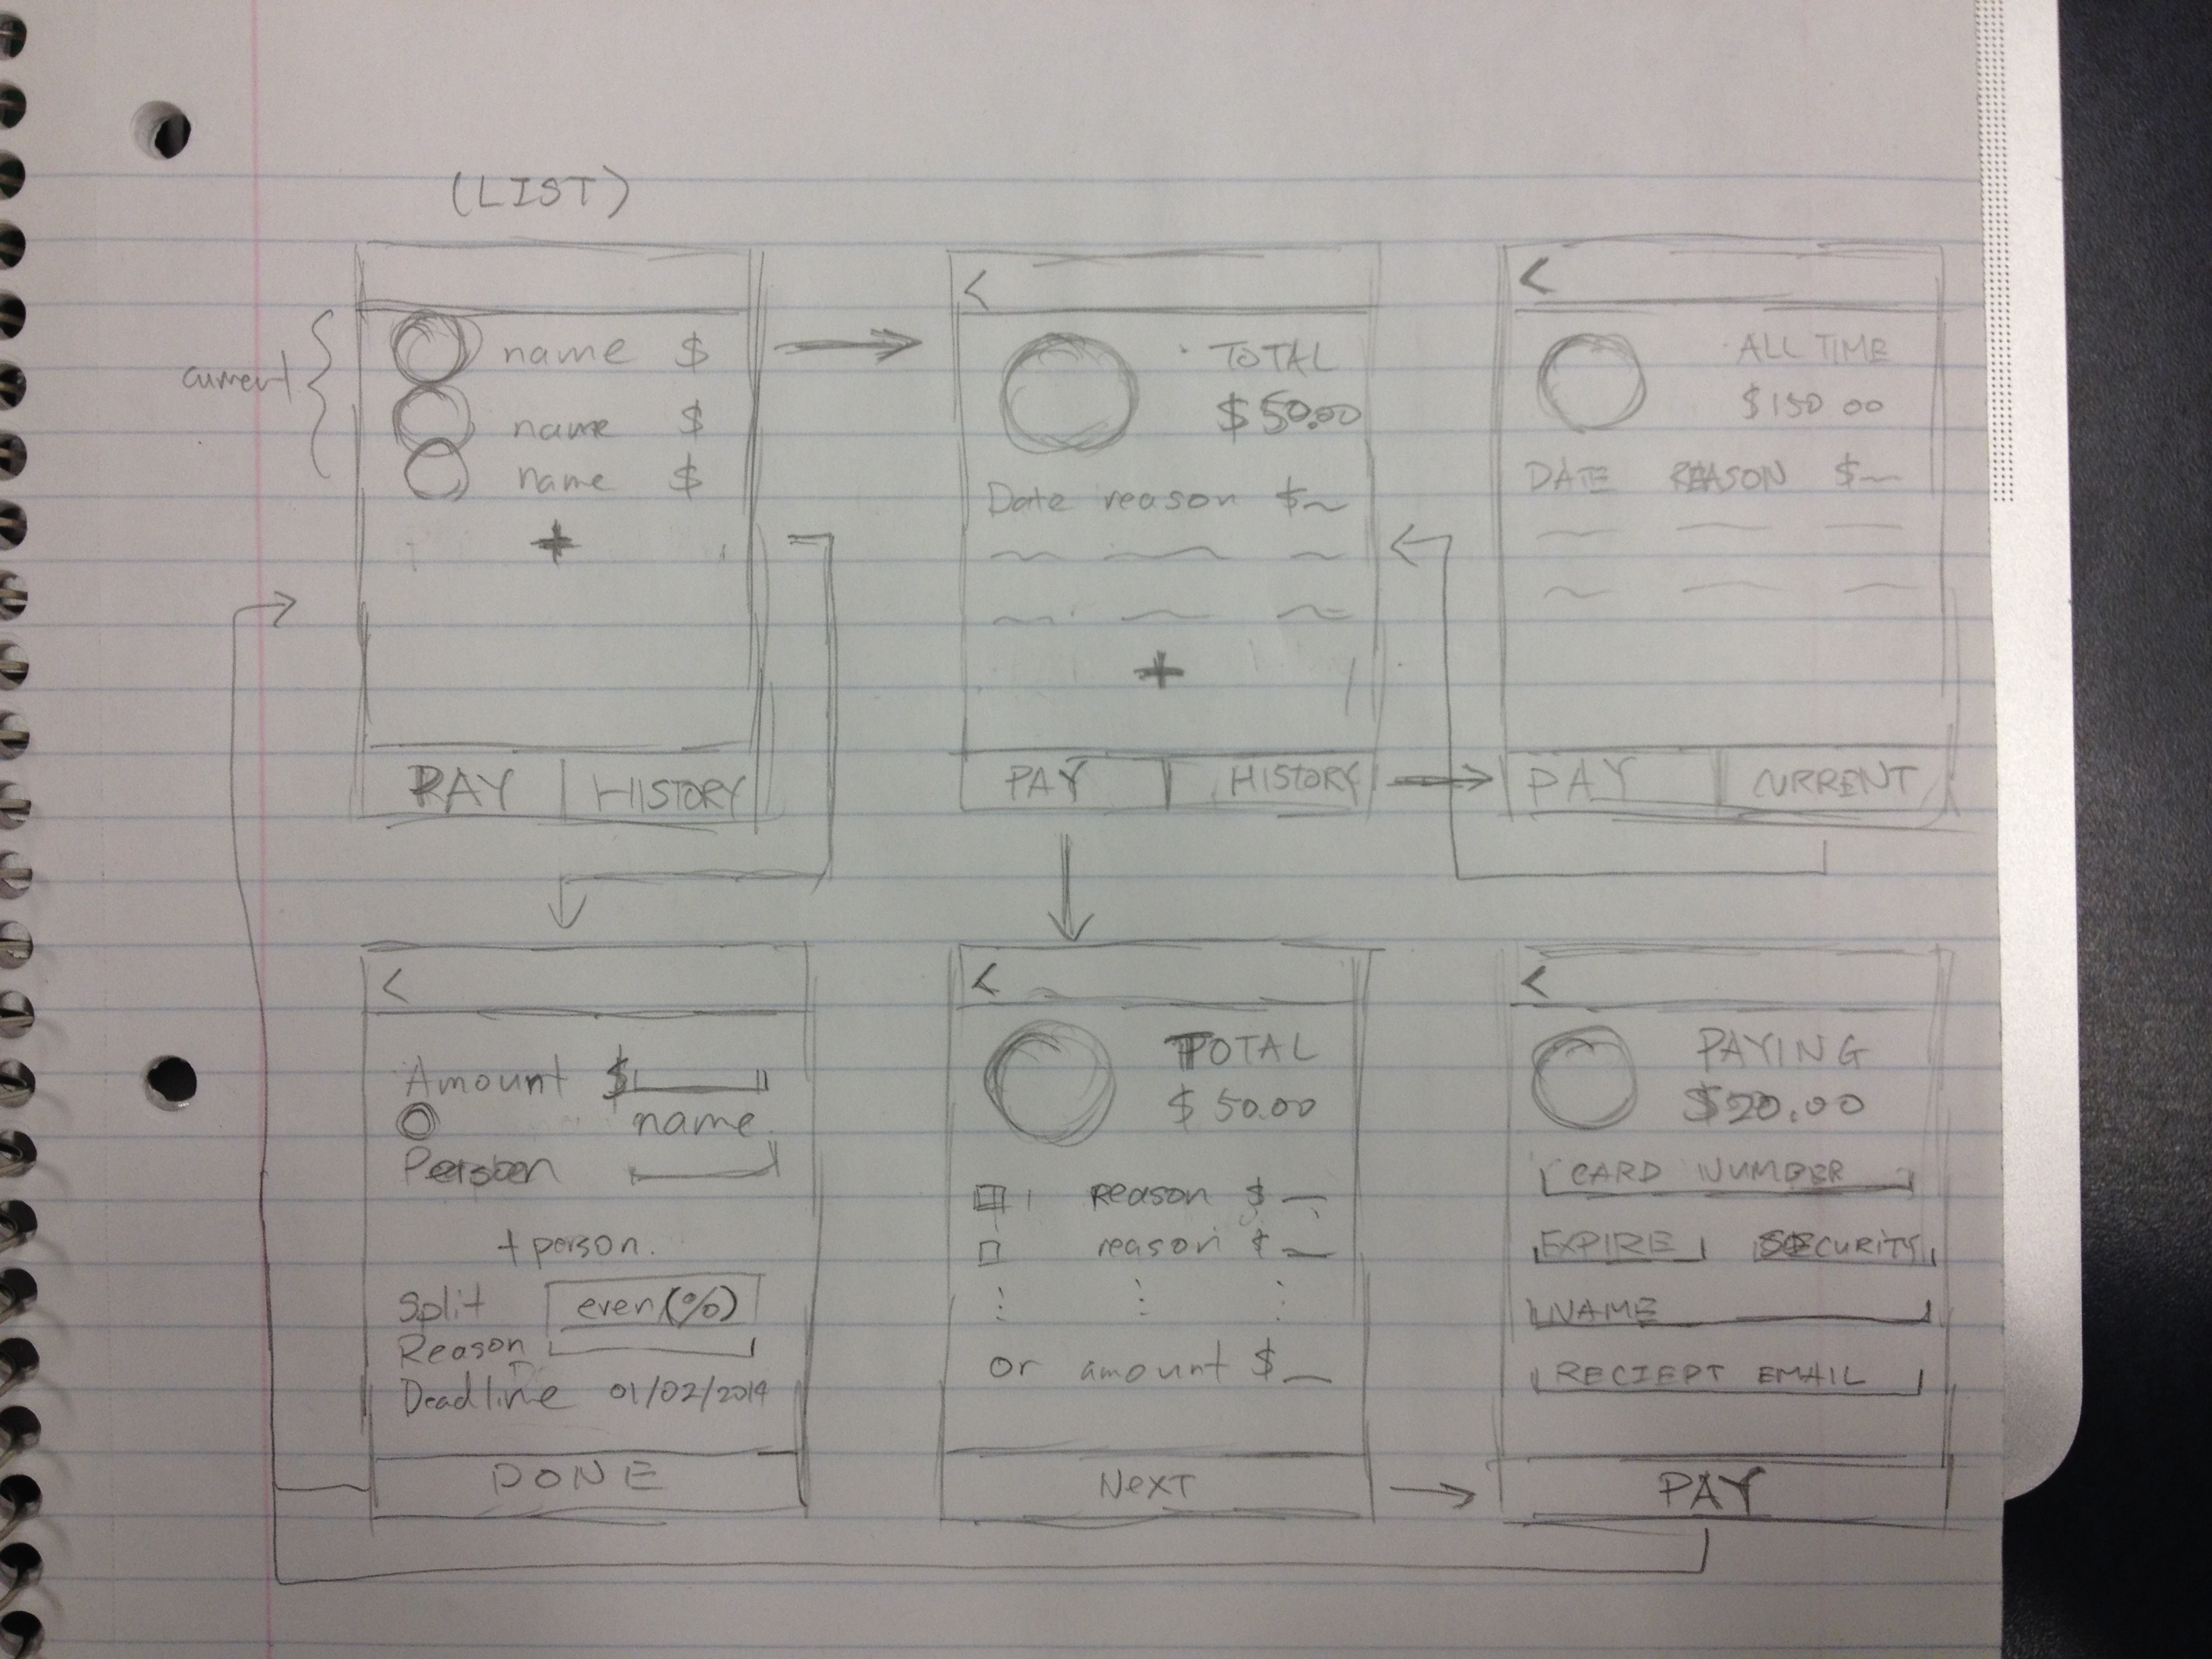 (LIST)
current
name $
name $
name $
+
PAY HISTORY
<
TOTAL
$50.00
Date reason $~
+
PAY HISTORY
<
ALL TIME
$150 00
DATE REASON $~
PAY CURRENT
<
Amount $
name
Person
+ person.
Split even (%)
Reason
Deadline 01/02/2014
DONE
<
TOTAL
$50.00
reason $
reason $
or amount $
NEXT
<
PAYING
$20.00
CARD NUMBER
EXPIRE SECURITY
NAME
RECIEPT EMAIL
PAY